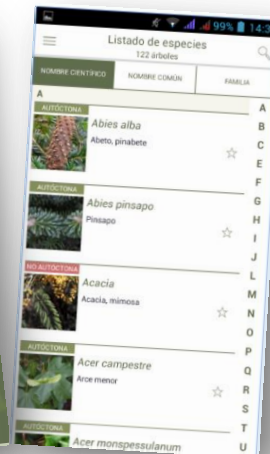 99% 14:3
Listado de especies
122 árboles
NOMBRE CIENTÍFICO NOMBRE COMÚN FAMILIA
A
AUTÓCTONA
Abies alba
Abeto, pinabete
AUTÓCTONA
Abies pinsapo
Pinsapo
NO AUTÓCTONA
Acacia
Acacia, mimosa
AUTÓCTONA
Acer campestre
Arce menor
AUTÓCTONA
Acer monspessulanum
A
B
C
E
F
G
H
I
J
L
M
N
O
P
Q
R
S
T
U